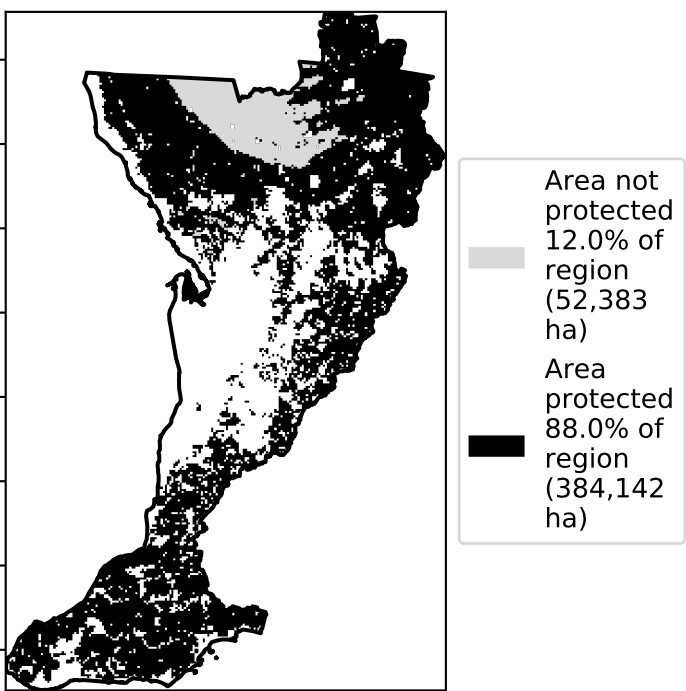 Area not
protected
12.0% of
region
(52,383
ha)
Area
protected
88.0% of
region
(384,142
ha)